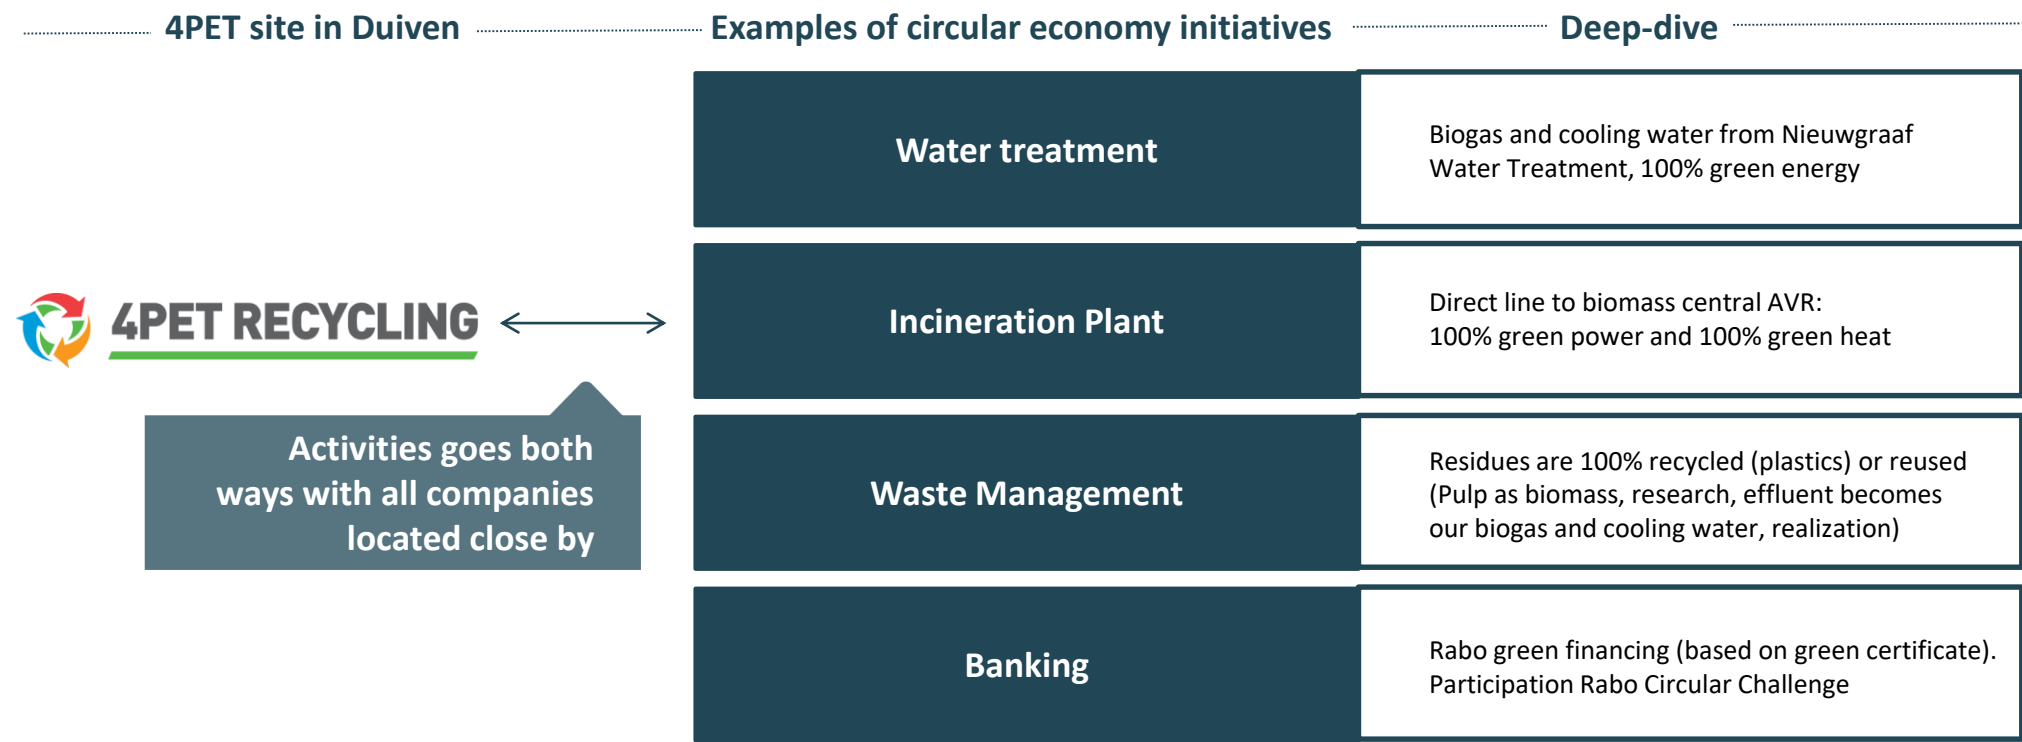 4PET site in Duiven
Examples of circular economy initiatives
Deep-dive
Water treatment
Biogas and cooling water from Nieuwgraaf
Water Treatment, 100% green energy
4PET RECYCLING
Incineration Plant
Direct line to biomass central AVR:
100% green power and 100% green heat
Activities goes both
ways with all companies
located close by
Waste Management
Residues are 100% recycled (plastics) or reused
(Pulp as biomass, research, effluent becomes
our biogas and cooling water, realization)
Banking
Rabo green financing (based on green certificate).
Participation Rabo Circular Challenge